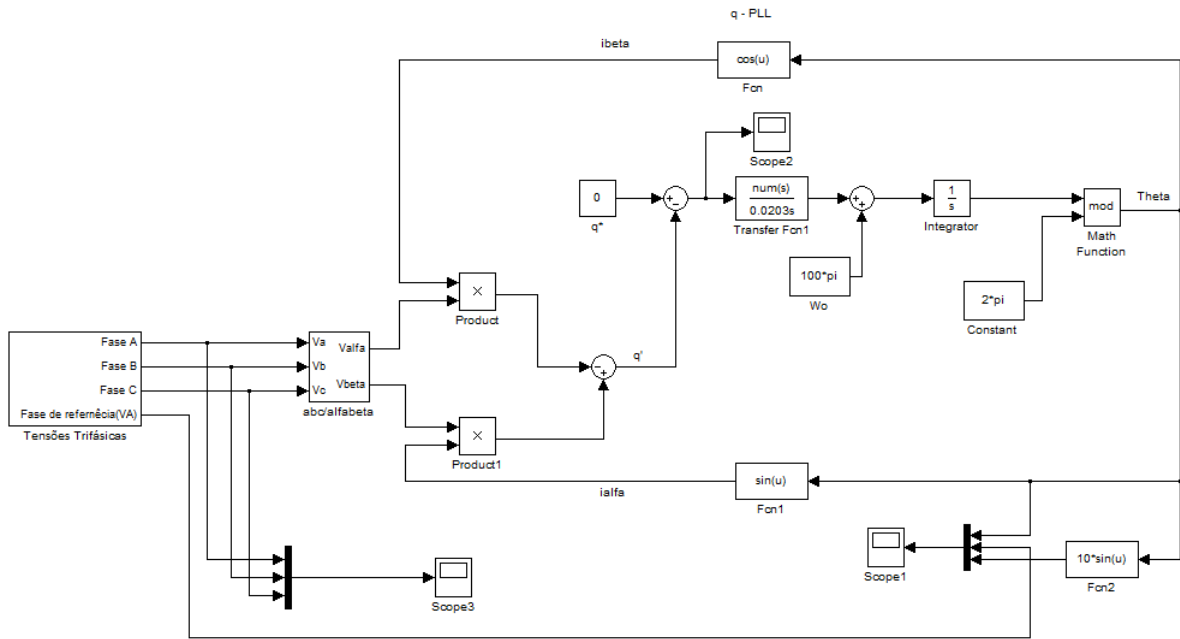 q - PLL
ibeta
cos(u)
Fcn
Scope2
0
q*
num(s)
0.0203s
Transfer Fcn1
1
s
Integrator
mod
Math
Function
Theta
100*pi
Wo
2*pi
Constant
×
Product
q'
Fase A
Fase B
Fase C
Fase de refernêcia(VA)
Tensões Trifásicas
Va
Vb
Vc
Valfa
Vbeta
abc/alfabeta
×
Product1
ialfa
sin(u)
Fcn1
Scope1
10*sin(u)
Fcn2
Scope3